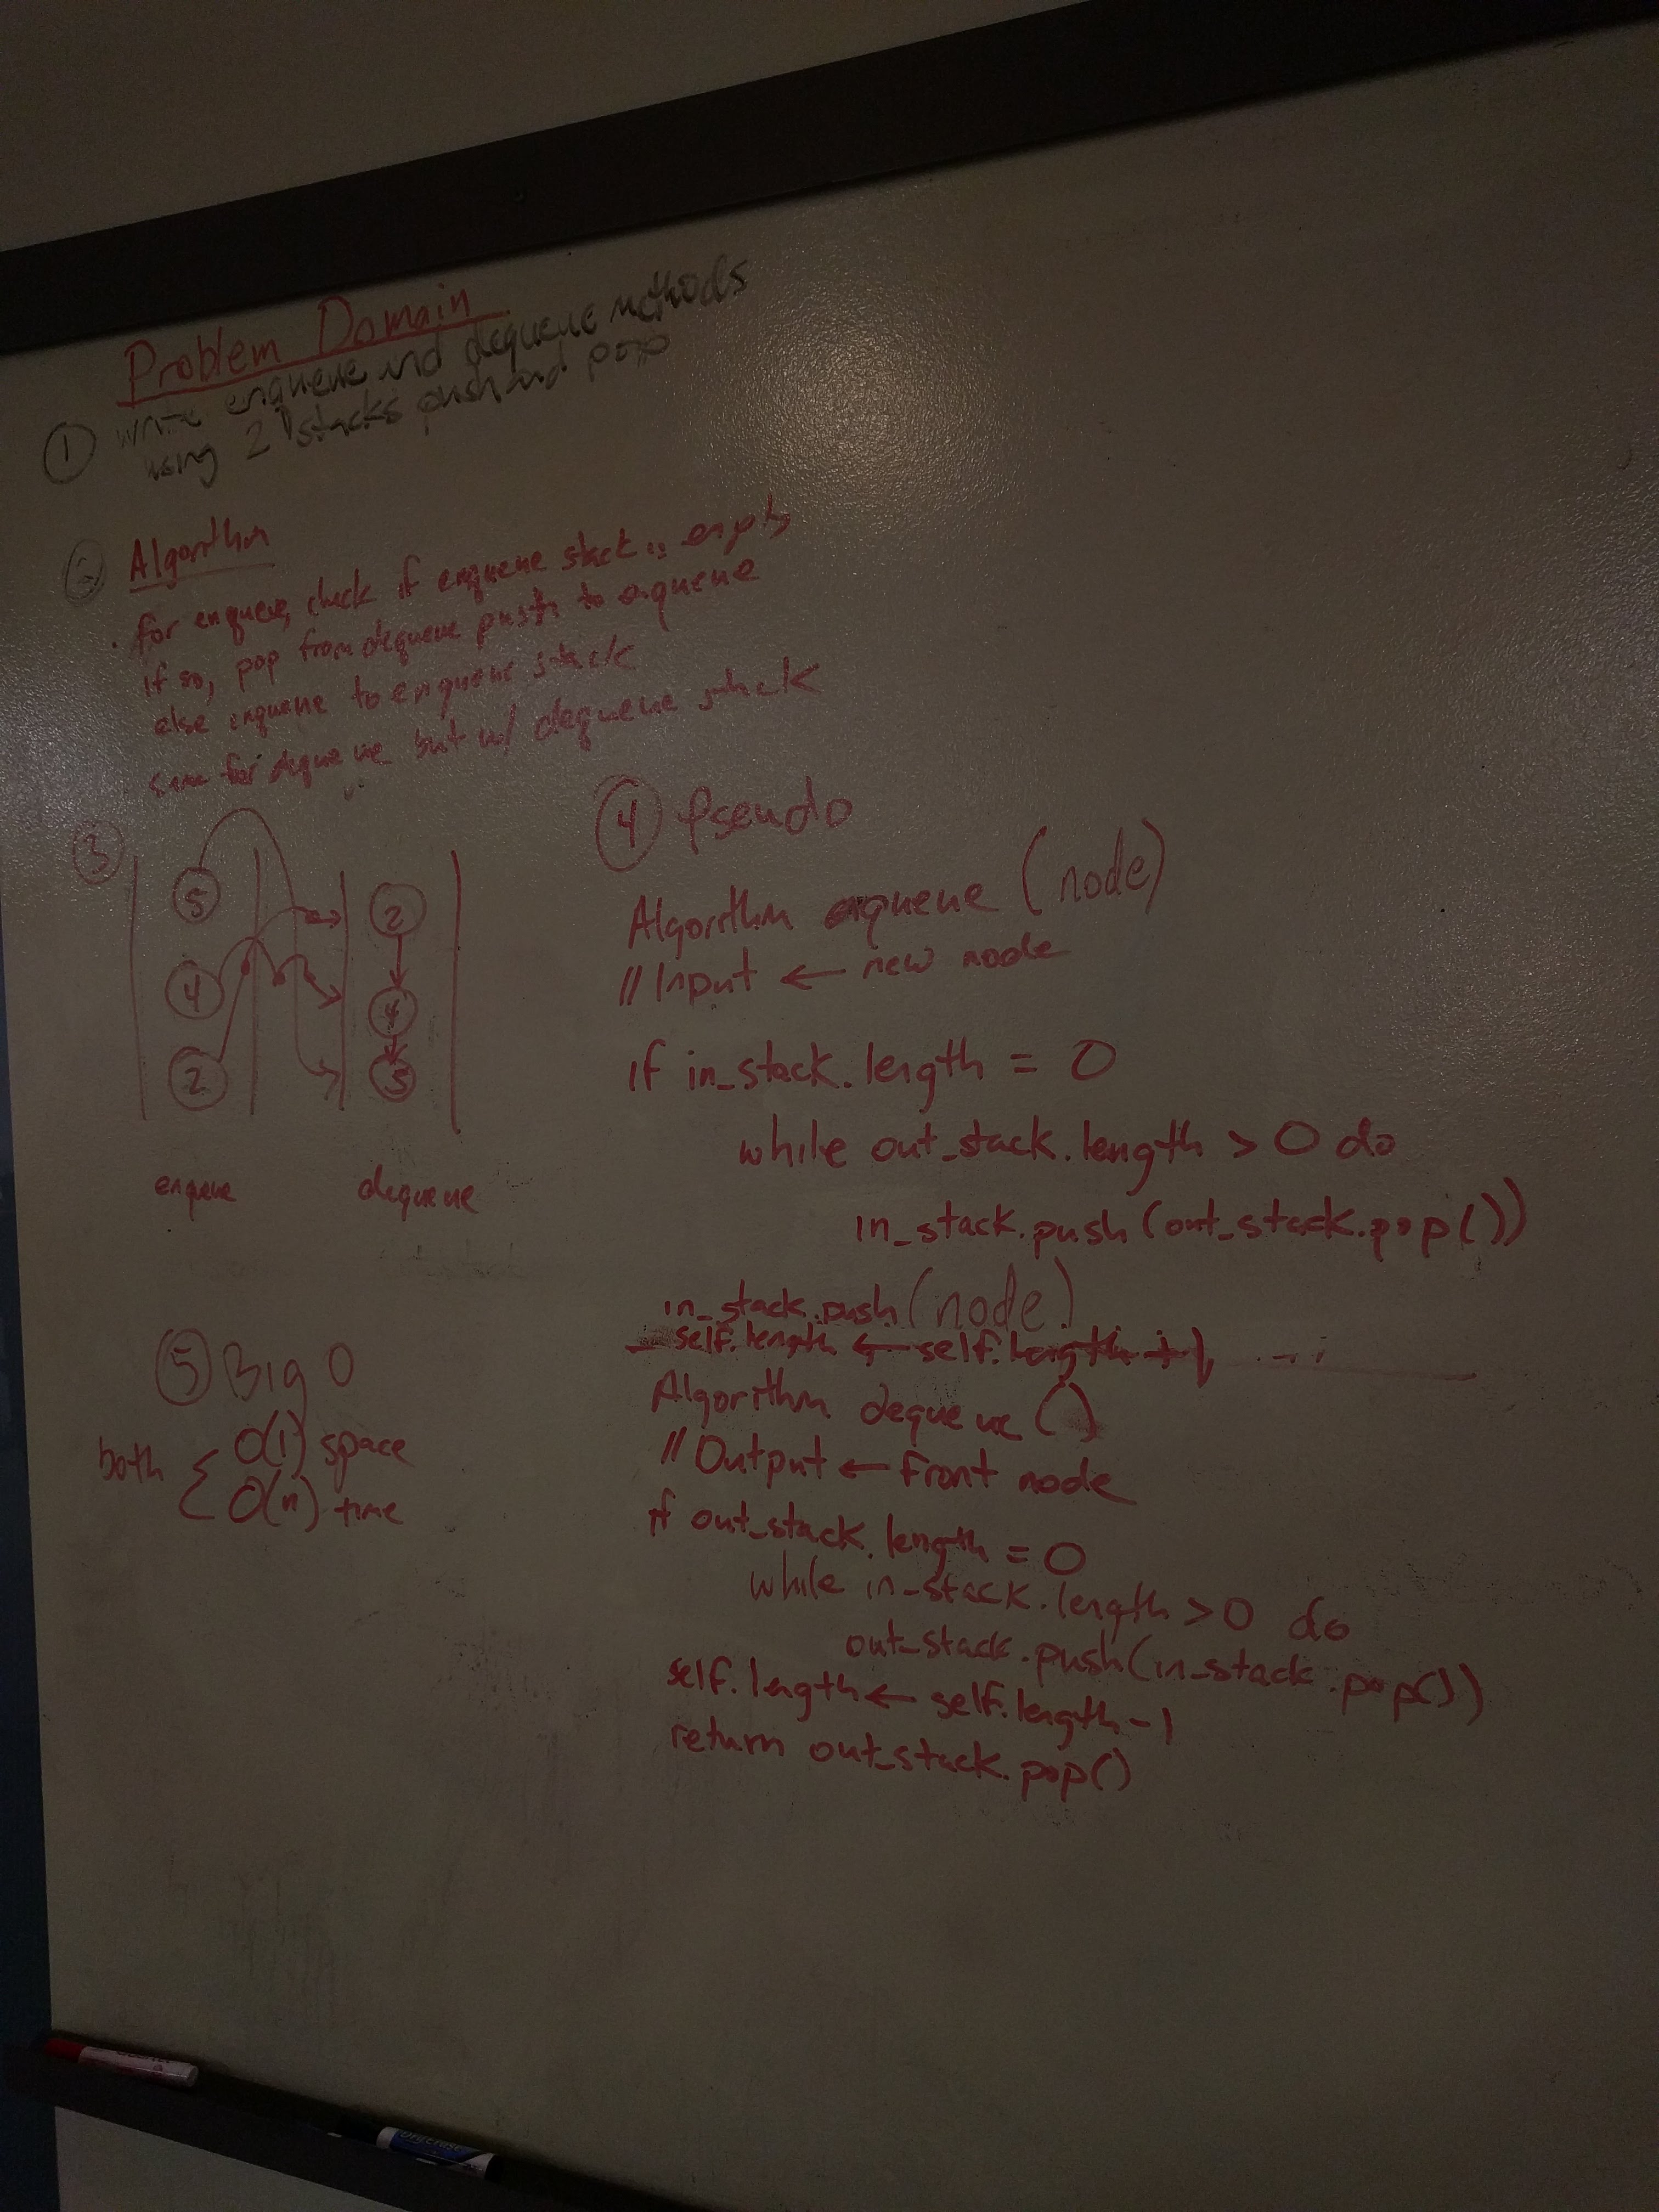 Problem Domain
① write enqueue and dequeue methods
using 2 stacks push and pop
② Algorithm
for enqueue, check if enqueue stack is empty
if so, pop from dequeue push to enqueue
else enqueue to enqueue stack
same for dequeue but w/ dequeue stack
③
5
4
2
2
4
5
enqueue dequeue
④ Pseudo
Algorithm enqueue (node)
// Input ← new node
if in_stack.length = 0
while out_stack.length > 0 do
in_stack.push(out_stack.pop())
in_stack.push(node)
self.length ← self.length + 1
Algorithm dequeue()
// Output ← front node
if out_stack.length = 0
while in_stack.length > 0 do
out_stack.push(in_stack.pop())
self.length ← self.length - 1
return out_stack.pop()
⑤ Big O
both { O(1) space
O(n) time